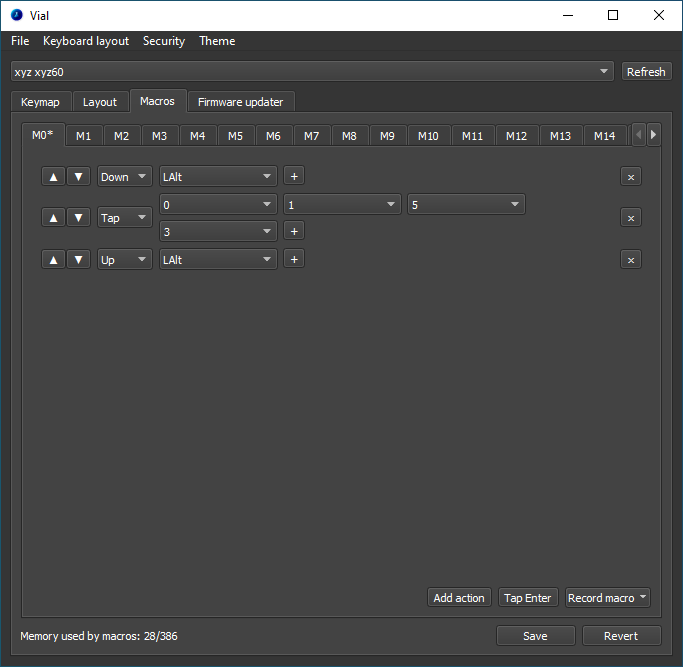 Vial
File Keyboard layout Security Theme
xyz xyz60 Refresh
Keymap Layout Macros Firmware updater
M0* M1 M2 M3 M4 M5 M6 M7 M8 M9 M10 M11 M12 M13 M14
▲ ▼ Down LAlt + ×
0 1 5
▲ ▼ Tap ×
3 +
▲ ▼ Up LAlt + ×
Add action Tap Enter Record macro
Memory used by macros: 28/386 Save Revert